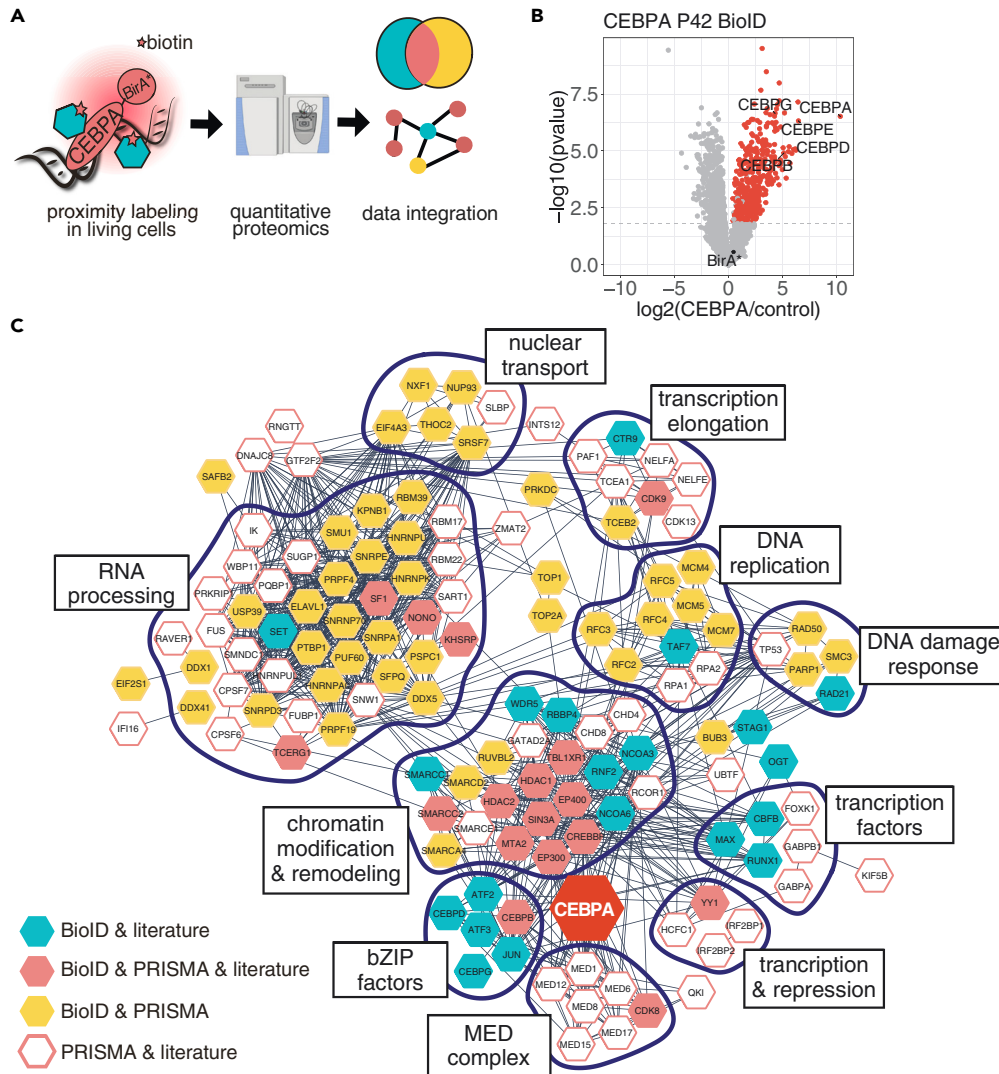 A
biotin
BirA*
CEBPA
proximity labeling
in living cells
quantitative
proteomics
data integration
B
CEBPA P42 BioID
−log10(pvalue)
7.5
5.0
2.5
0.0
CEBPG
CEBPA
CEBPE
CEBPD
CEBPB
BirA*
−10
−5
0
5
10
log2(CEBPA/control)
C
nuclear
transport
NXF1
NUP93
SLBP
EIF4A3
THOC2
SRSF7
RNGTT
DNAJC8
GTF2F2
SAFB2
INTS12
PRKDC
ZMAT2
TOP1
TOP2A
transcription
elongation
CTR9
PAF1
NELFA
TCEA1
NELFE
CDK9
TCEB2
CDK13
RNA
processing
RBM39
KPNB1
IK
SMU1
HNRNPU
RBM17
SUGP1
SNRPE
WBP11
RBM22
PQBP1
PRPF4
HNRNPK
PRKRIP1
SF1
SART1
USP39
ELAVL1
NONO
FUS
SNRNP70
SET
SNRPA1
KHSRP
RAVER1
PTBP1
SMNDC1
PUF60
PSPC1
DDX1
SFPQ
EIF2S1
CPSF7
DDX5
DDX41
SNRPD3
SNW1
FUBP1
IFI16
CPSF6
PRPF19
TCERG1
DNA
replication
MCM4
RFC5
MCM5
RFC3
RFC4
MCM7
TAF7
RFC2
RPA2
RPA1
DNA damage
response
RAD50
TP53
SMC3
PARP1
RAD21
chromatin
modification
& remodeling
WDR5
RBBP4
CHD4
CHD8
GATAD2A
NCOA3
TBL1XR1
RUVBL2
RNF2
HDAC1
SMARCD2
RCOR1
HDAC2
EP400
SMARCC2
NCOA6
SIN3A
CREBBP
MTA2
SMARCA4
EP300
STAG1
BUB3
OGT
UBTF
trancription
factors
FOXK1
CBFB
MAX
GABPB1
RUNX1
GABPA
KIF5B
CEBPA
bZIP
factors
ATF2
CEBPD
CEBPB
ATF3
JUN
CEBPG
trancription
& repression
YY1
HCFC1
IRF2BP1
IRF2BP2
MED
complex
MED1
MED12
MED6
QKI
MED8
CDK8
MED17
MED15
BioID & literature
BioID & PRISMA & literature
BioID & PRISMA
PRISMA & literature